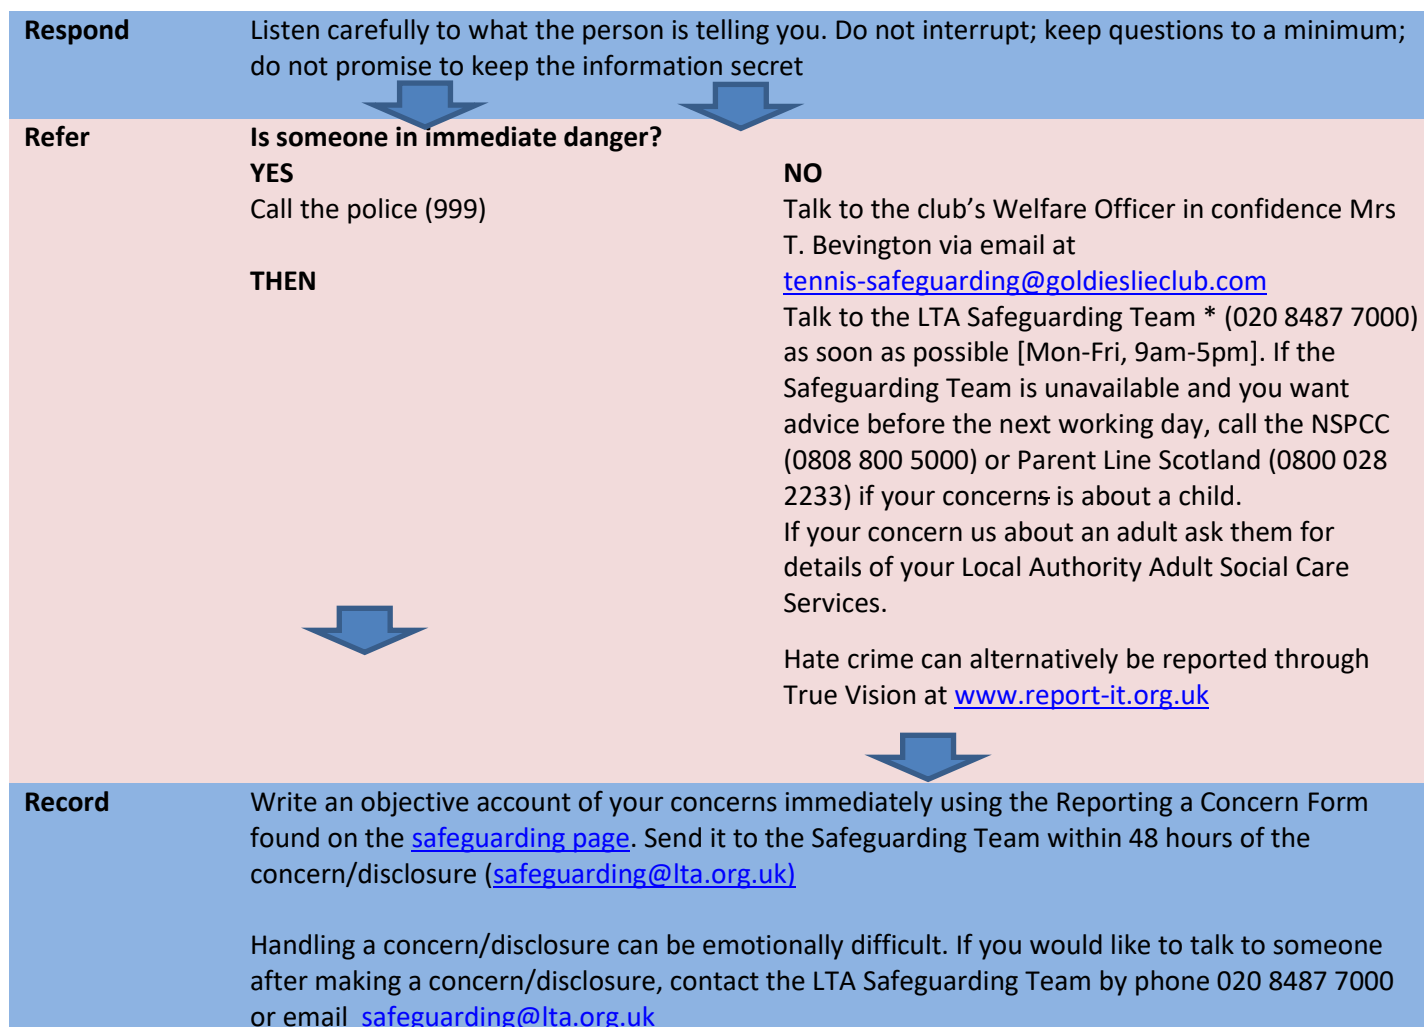 Respond
Listen carefully to what the person is telling you. Do not interrupt; keep questions to a minimum;
do not promise to keep the information secret
Refer
Is someone in immediate danger?
YES
Call the police (999)
THEN
NO
Talk to the club’s Welfare Officer in confidence Mrs
T. Bevington via email at
tennis-safeguarding@goldieslieclub.com
Talk to the LTA Safeguarding Team * (020 8487 7000)
as soon as possible [Mon-Fri, 9am-5pm]. If the
Safeguarding Team is unavailable and you want
advice before the next working day, call the NSPCC
(0808 800 5000) or Parent Line Scotland (0800 028
2233) if your concerns is about a child.
If your concern us about an adult ask them for
details of your Local Authority Adult Social Care
Services.
Hate crime can alternatively be reported through
True Vision at www.report-it.org.uk
Record
Write an objective account of your concerns immediately using the Reporting a Concern Form
found on the safeguarding page. Send it to the Safeguarding Team within 48 hours of the
concern/disclosure (safeguarding@lta.org.uk)
Handling a concern/disclosure can be emotionally difficult. If you would like to talk to someone
after making a concern/disclosure, contact the LTA Safeguarding Team by phone 020 8487 7000
or email safeguarding@lta.org.uk